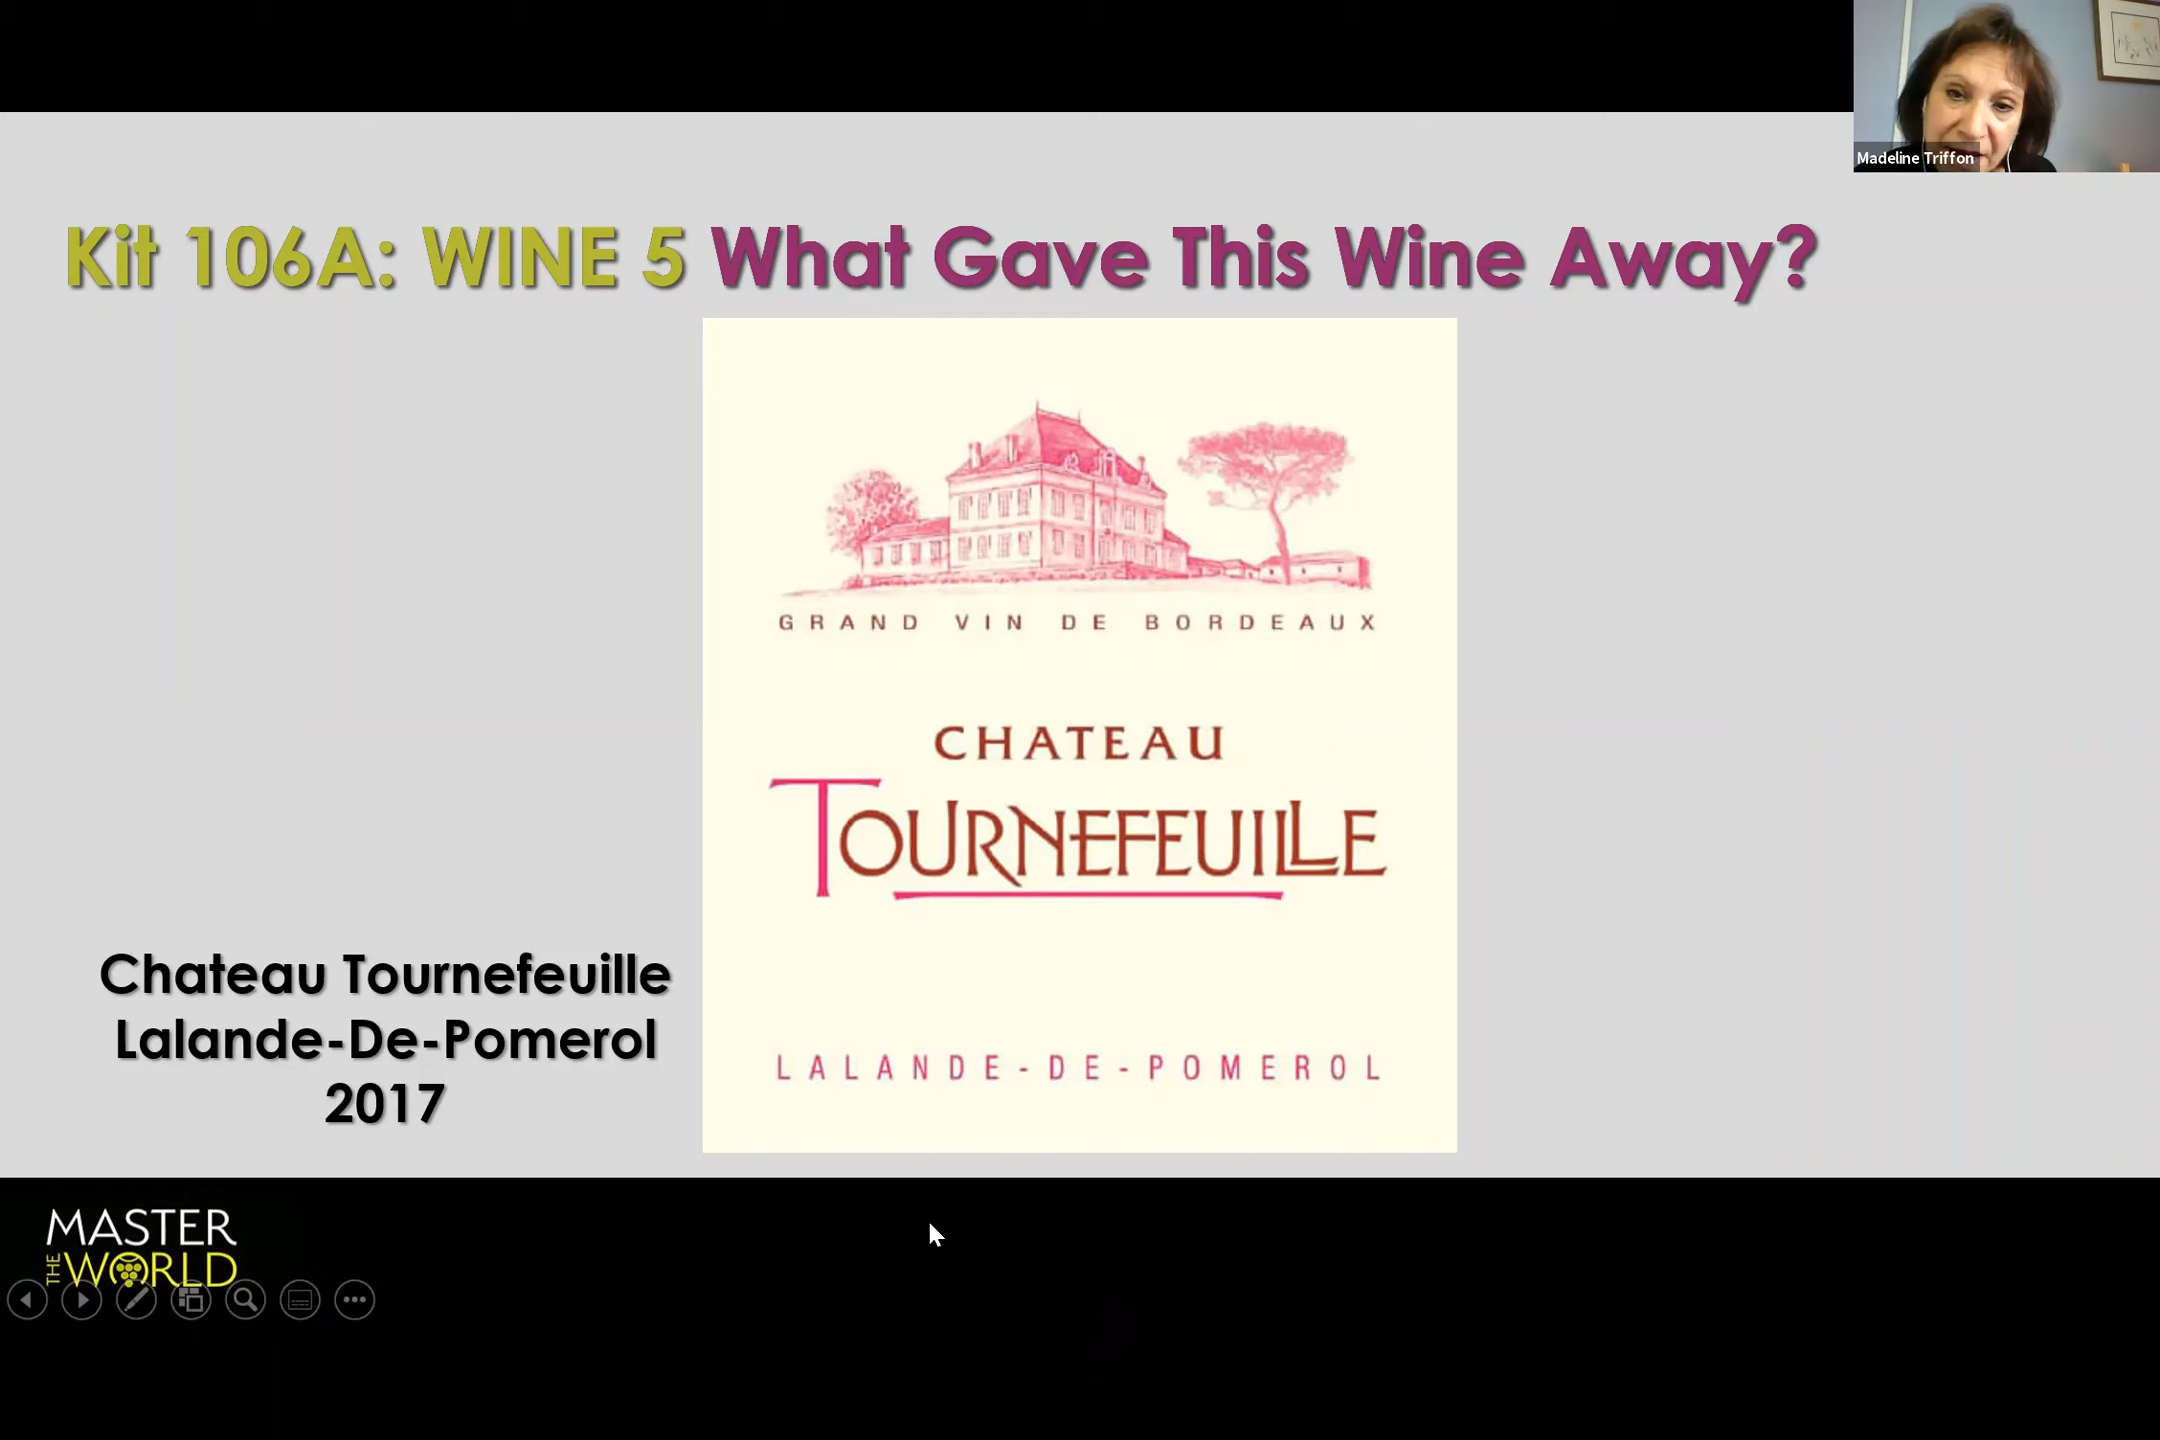 Madeline Triffon
Kit 106A: WINE 5 What Gave This Wine Away?
GRAND VIN DE BORDEAUX
CHATEAU
TOURNEFEUILLE
LALANDE-DE-POMEROL
Chateau Tournefeuille
Lalande-De-Pomerol
2017
MASTER
THE WORLD